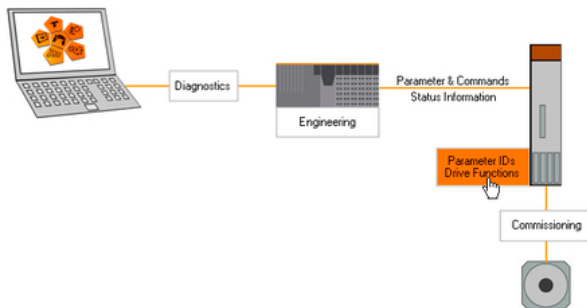 Diagnostics
Engineering
Parameter & Commands
Status Information
Parameter IDs
Drive Functions
Commissioning